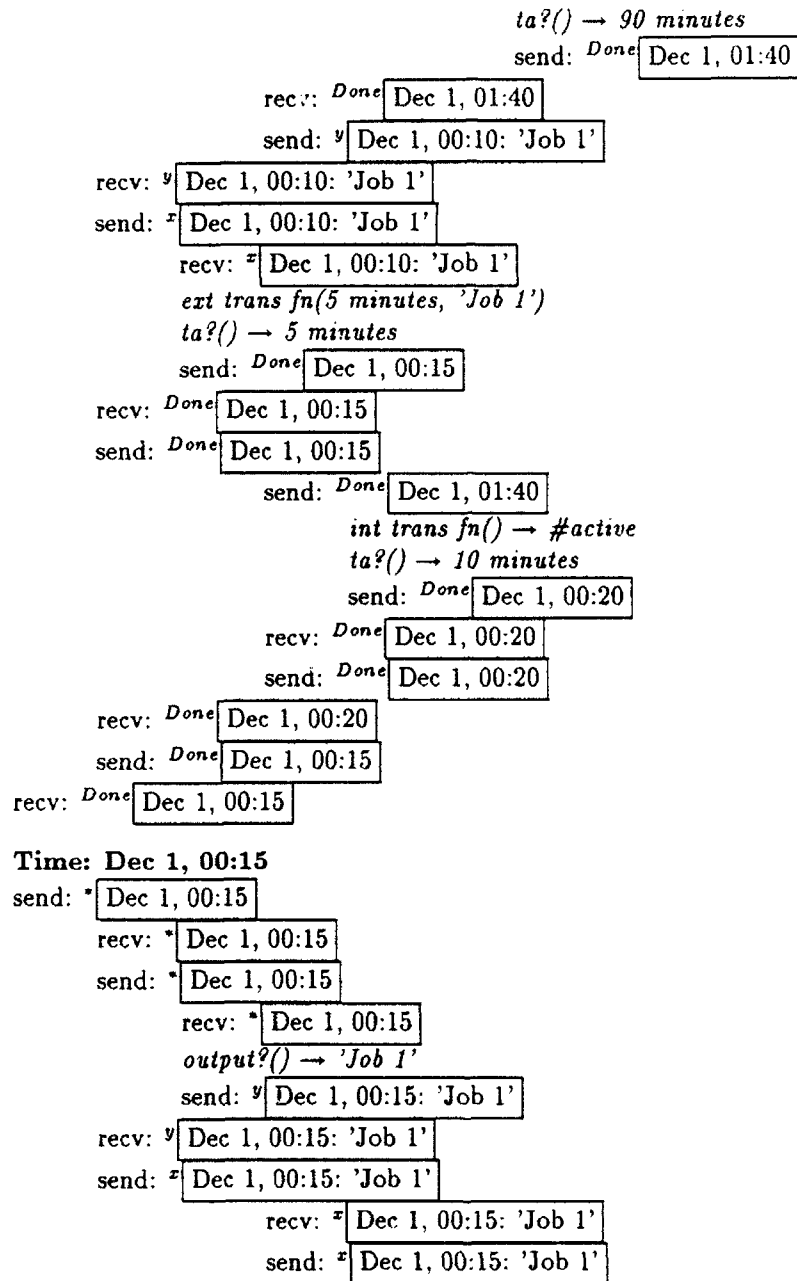 ta?() → 90 minutes
send: Done Dec 1, 01:40
recv: Done Dec 1, 01:40
send: y Dec 1, 00:10: 'Job 1'
recv: y Dec 1, 00:10: 'Job 1'
send: x Dec 1, 00:10: 'Job 1'
recv: x Dec 1, 00:10: 'Job 1'
ext trans fn(5 minutes, 'Job 1')
ta?() → 5 minutes
send: Done Dec 1, 00:15
recv: Done Dec 1, 00:15
send: Done Dec 1, 00:15
send: Done Dec 1, 01:40
int trans fn() → #active
ta?() → 10 minutes
send: Done Dec 1, 00:20
recv: Done Dec 1, 00:20
send: Done Dec 1, 00:20
recv: Done Dec 1, 00:20
send: Done Dec 1, 00:15
recv: Done Dec 1, 00:15
Time: Dec 1, 00:15
send: * Dec 1, 00:15
recv: * Dec 1, 00:15
send: * Dec 1, 00:15
recv: * Dec 1, 00:15
output?() → 'Job 1'
send: y Dec 1, 00:15: 'Job 1'
recv: y Dec 1, 00:15: 'Job 1'
send: x Dec 1, 00:15: 'Job 1'
recv: x Dec 1, 00:15: 'Job 1'
send: x Dec 1, 00:15: 'Job 1'